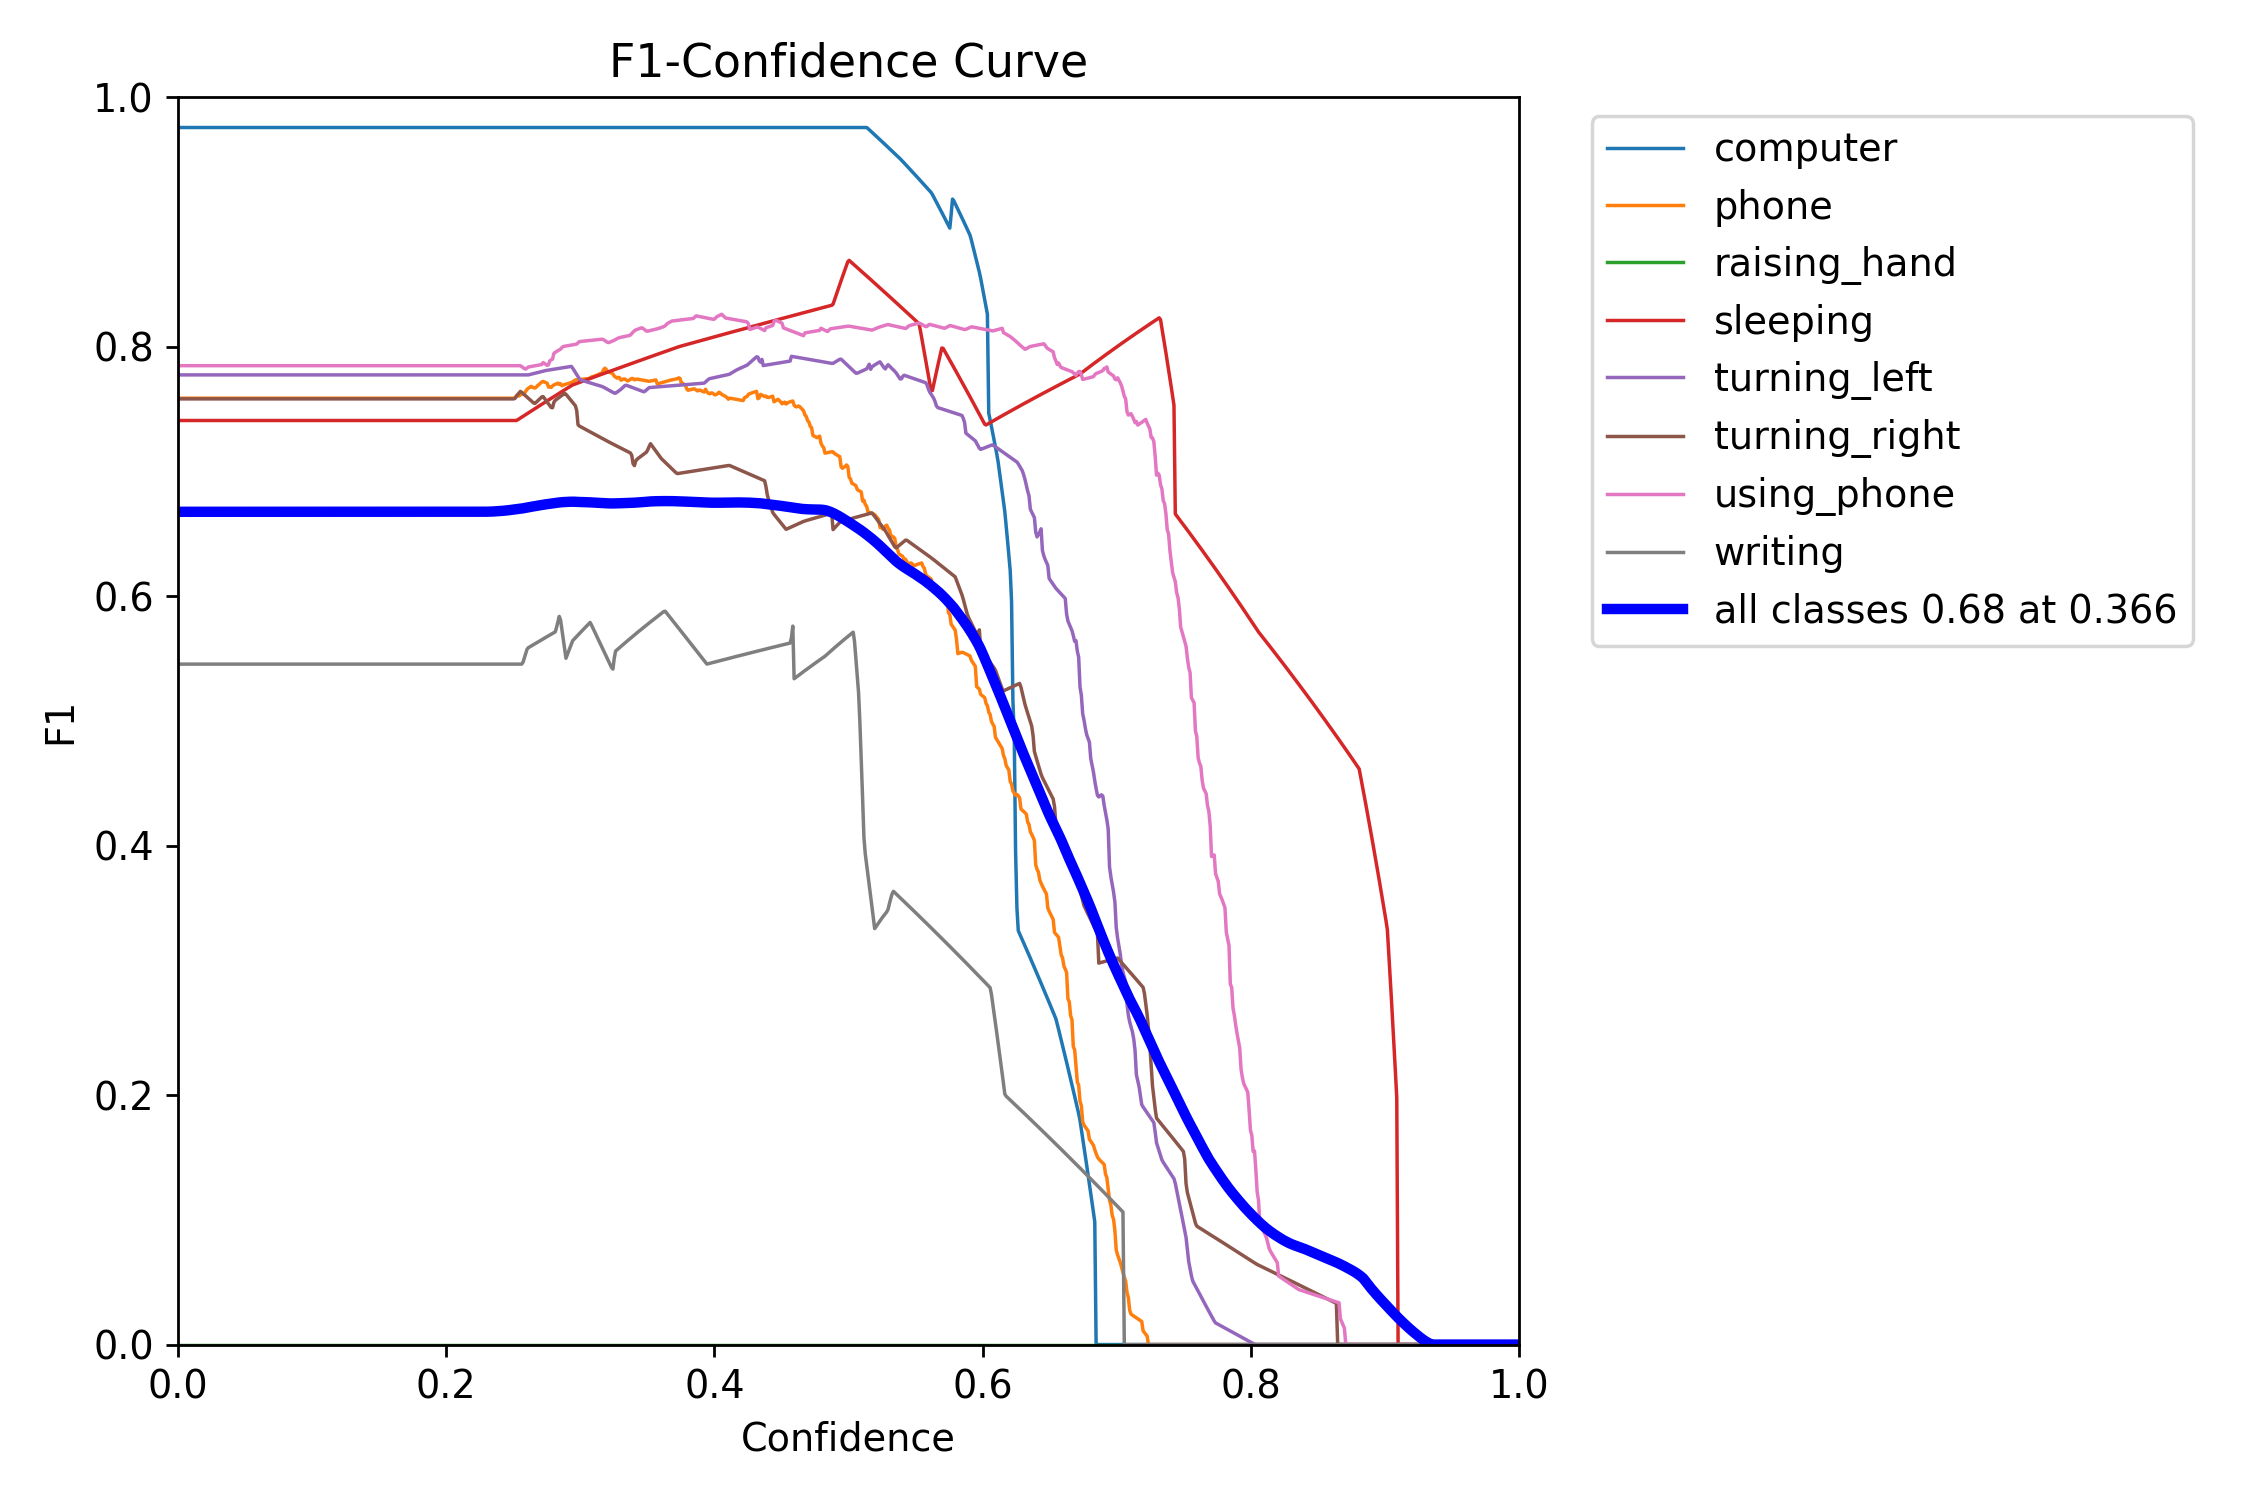 F1-Confidence Curve
1.0
0.8
0.6
0.4
0.2
0.0
F1
0.0 0.2 0.4 0.6 0.8 1.0
Confidence
computer
phone
raising_hand
sleeping
turning_left
turning_right
using_phone
writing
all classes 0.68 at 0.366